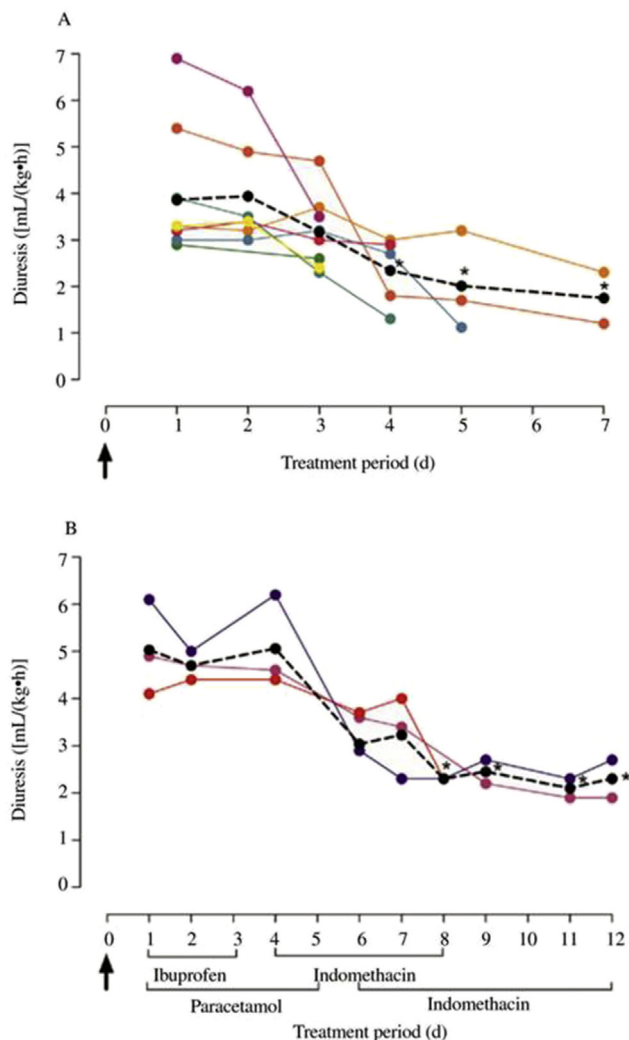 A
7
6
5
4
3
2
1
0
Diuresis ([mL/(kg•h)]
*
*
*
0 1 2 3 4 5 6 7
Treatment period (d)
B
7
6
5
4
3
2
1
0
Diuresis ([mL/(kg•h)]
*
*
*
*
0 1 2 3 4 5 6 7 8 9 10 11 12
Ibuprofen Indomethacin
Paracetamol Indomethacin
Treatment period (d)